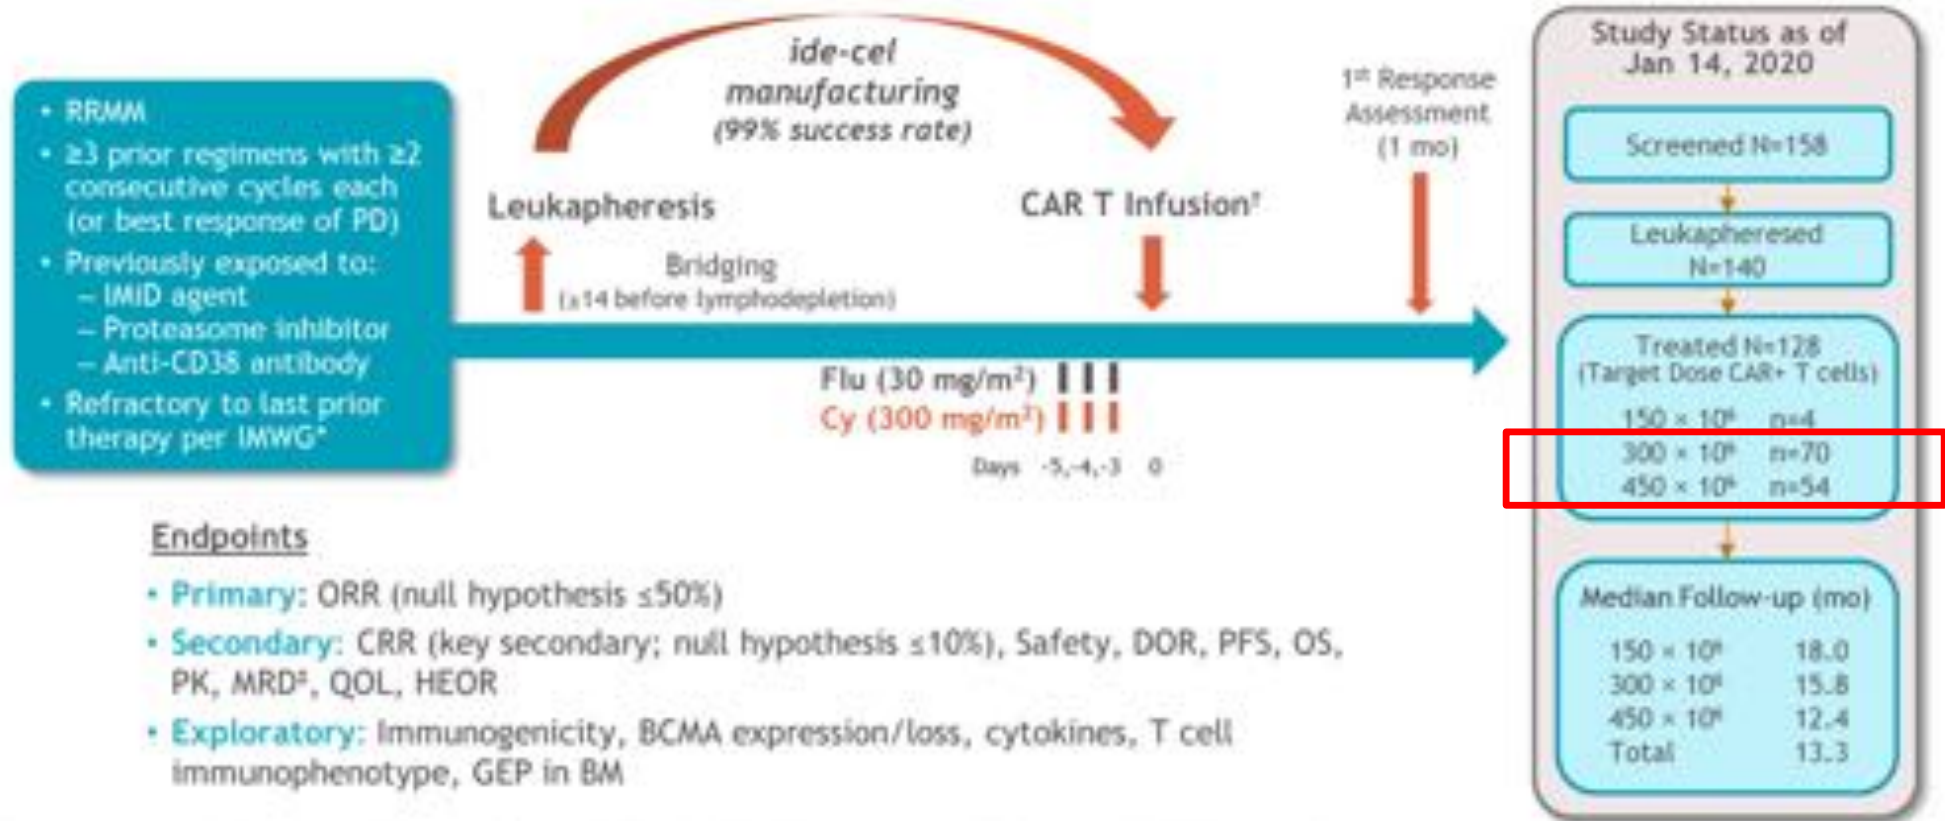 • RRMM
• ≥3 prior regimens with ≥2
consecutive cycles each
(or best response of PD)
• Previously exposed to:
– IMiD agent
– Proteasome inhibitor
– Anti-CD38 antibody
• Refractory to last prior
therapy per IMWG*
ide-cel
manufacturing
(99% success rate)
Leukapheresis
CAR T Infusion†
Bridging
(≥14 before lymphodepletion)
1st Response
Assessment
(1 mo)
Flu (30 mg/m²)
Cy (300 mg/m²)
Days -5,-4,-3 0
Endpoints
• Primary: ORR (null hypothesis ≤50%)
• Secondary: CRR (key secondary; null hypothesis ≤10%), Safety, DOR, PFS, OS,
PK, MRD‡, QOL, HEOR
• Exploratory: Immunogenicity, BCMA expression/loss, cytokines, T cell
immunophenotype, GEP in BM
Study Status as of
Jan 14, 2020
Screened N=158
Leukapheresed
N=140
Treated N=128
(Target Dose CAR+ T cells)
150 × 10⁶ n=4
300 × 10⁶ n=70
450 × 10⁶ n=54
Median Follow-up (mo)
150 × 10⁶ 18.0
300 × 10⁶ 15.8
450 × 10⁶ 12.4
Total 13.3